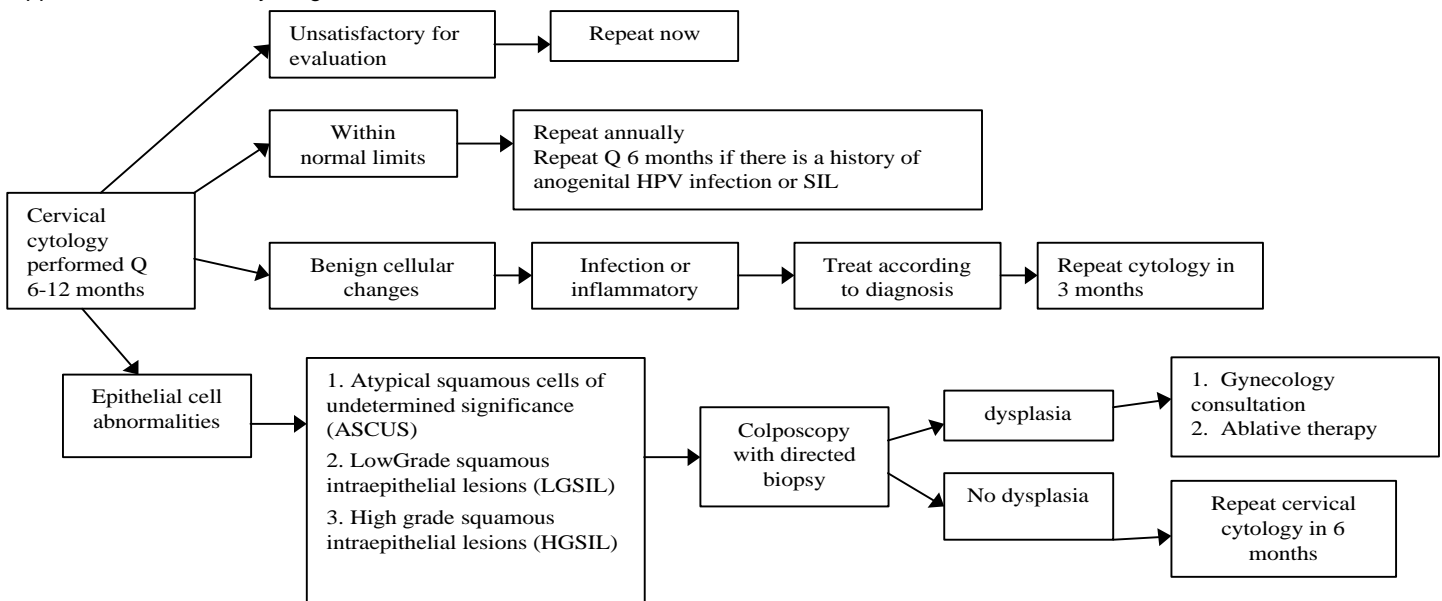 Unsatisfactory for
evaluation
Repeat now
Within
normal limits
Repeat annually
Repeat Q 6 months if there is a history of
anogenital HPV infection or SIL
Cervical
cytology
performed Q
6-12 months
Benign cellular
changes
Infection or
inflammatory
Treat according
to diagnosis
Repeat cytology in
3 months
Epithelial cell
abnormalities
1. Atypical squamous cells of
undetermined significance
(ASCUS)
2. LowGrade squamous
intraepithelial lesions (LGSIL)
3. High grade squamous
intraepithelial lesions (HGSIL)
Colposcopy
with directed
biopsy
dysplasia
1. Gynecology
consultation
2. Ablative therapy
No dysplasia
Repeat cervical
cytology in 6
months